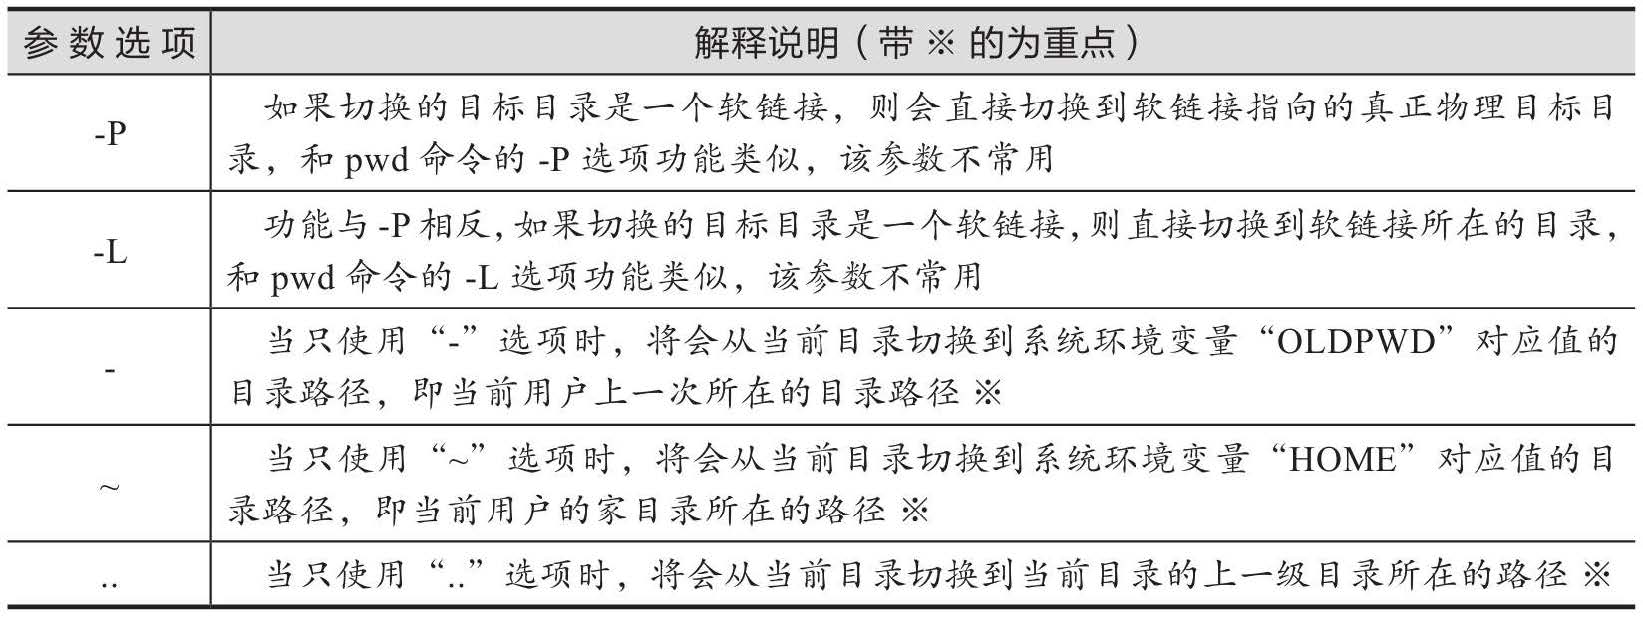 参数选项 解释说明（带 ※ 的为重点）
-P
如果切换的目标目录是一个软链接，则会直接切换到软链接指向的真正物理目标目
录，和 pwd 命令的 -P 选项功能类似，该参数不常用
-L
功能与 -P 相反，如果切换的目标目录是一个软链接，则直接切换到软链接所在的目录，
和 pwd 命令的 -L 选项功能类似，该参数不常用
-
当只使用“-”选项时，将会从当前目录切换到系统环境变量“OLDPWD”对应值的
目录路径，即当前用户上一次所在的目录路径 ※
~
当只使用“~”选项时，将会从当前目录切换到系统环境变量“HOME”对应值的目
录路径，即当前用户的家目录所在的路径 ※
..
当只使用“..”选项时，将会从当前目录切换到当前目录的上一级目录所在的路径 ※